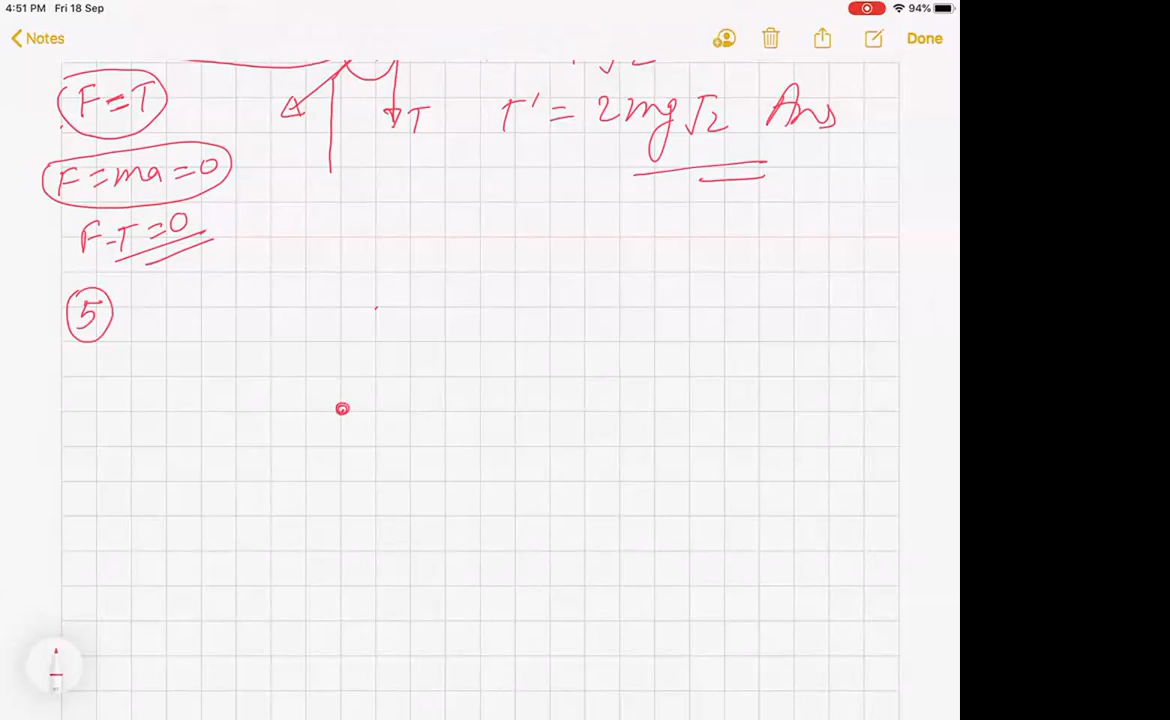 4:51 PM Fri 18 Sep 94%
Notes Done
F = T
T
T' = 2mg√2 Ans
F = ma = 0
F - T = 0
5